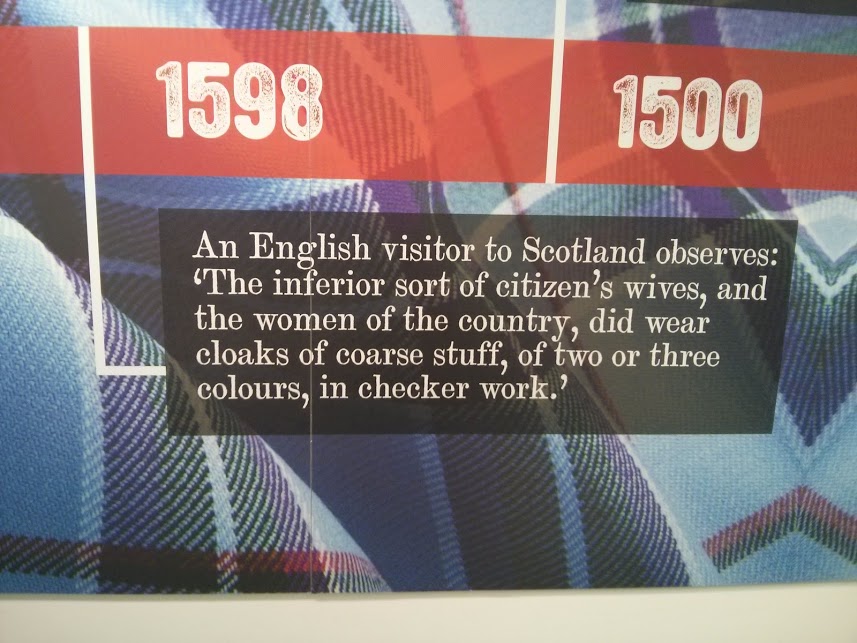 1598
1500
An English visitor to Scotland observes:
‘The inferior sort of citizen’s wives, and
the women of the country, did wear
cloaks of coarse stuff, of two or three
colours, in checker work.’